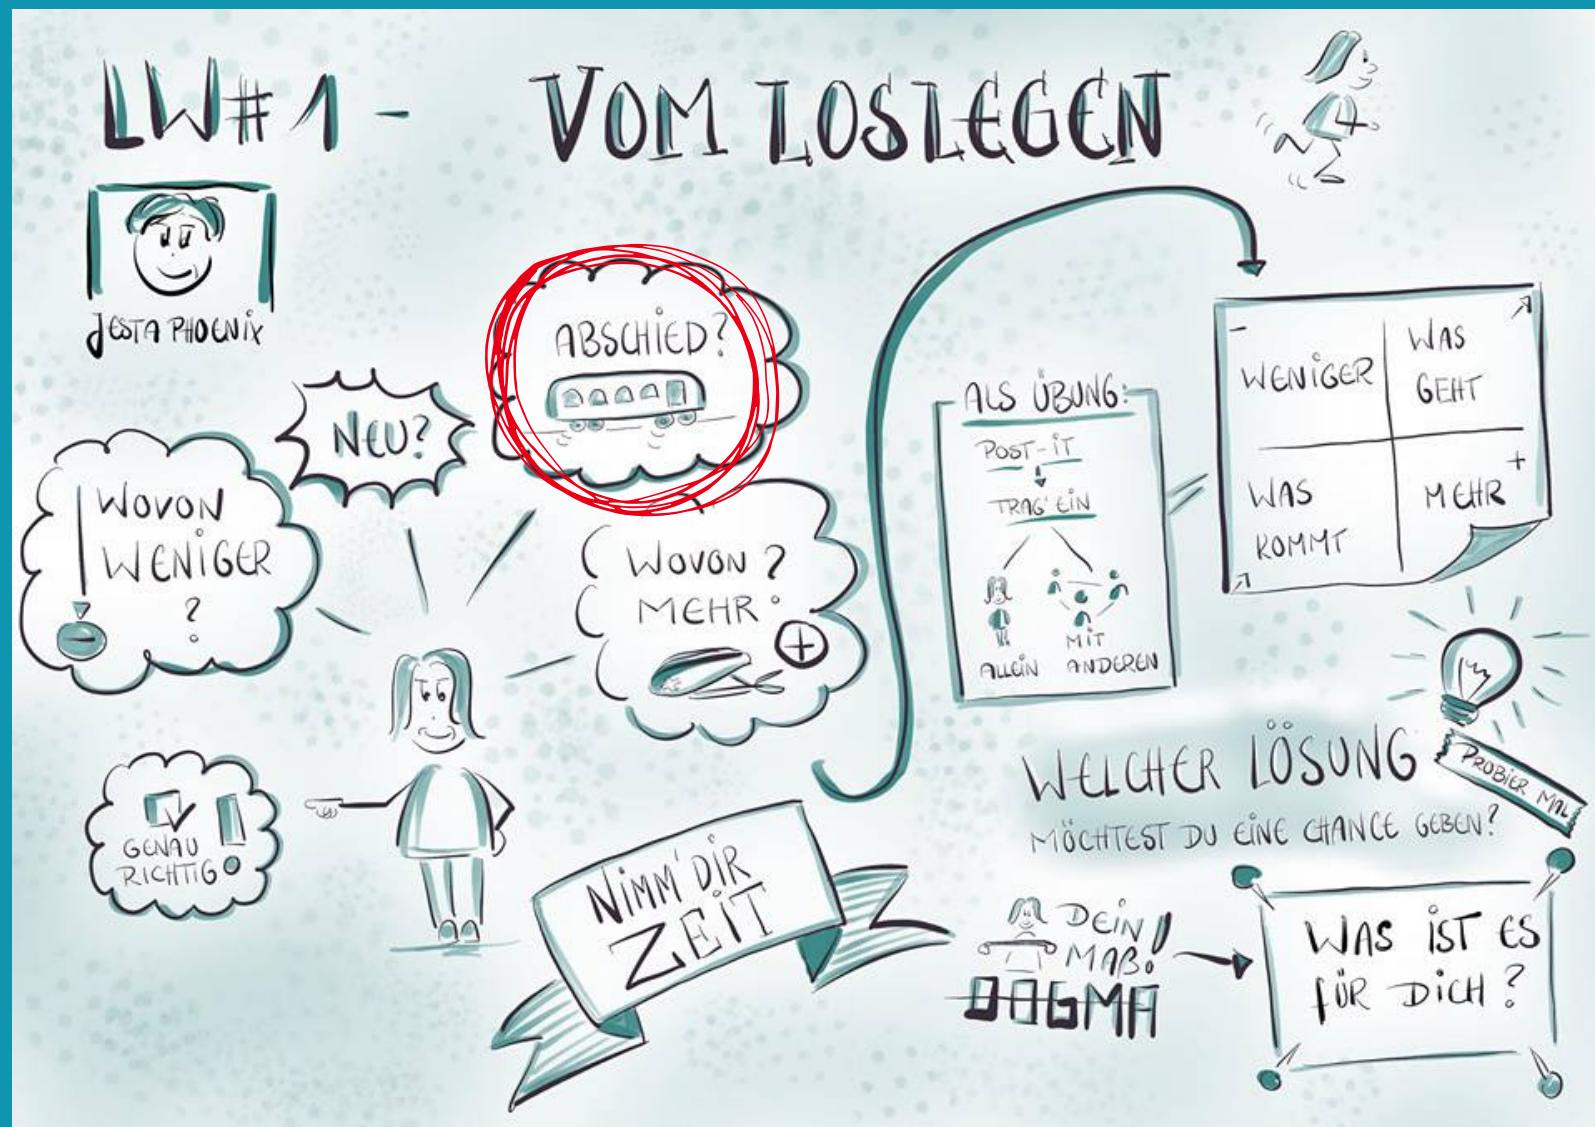 LW#1 - VOM LOSLEGEN
JESTA PHOENIX
NEU?
ABSCHIED?
WOVON
WENIGER
?
WOVON ?
MEHR
+
GENAU
RICHTIG !
NIMM' DIR
ZEIT
ALS ÜBUNG:
POST-IT
TRAG' EIN
ALLEIN
MIT
ANDEREN
-
WENIGER
WAS
GEHT
WAS
KOMMT
+
MEHR
WELCHER LÖSUNG
MÖCHTEST DU EINE CHANCE GEBEN?
PROBIER MAL
DEIN
MAß!
DOGMA
WAS IST ES
FÜR DICH ?